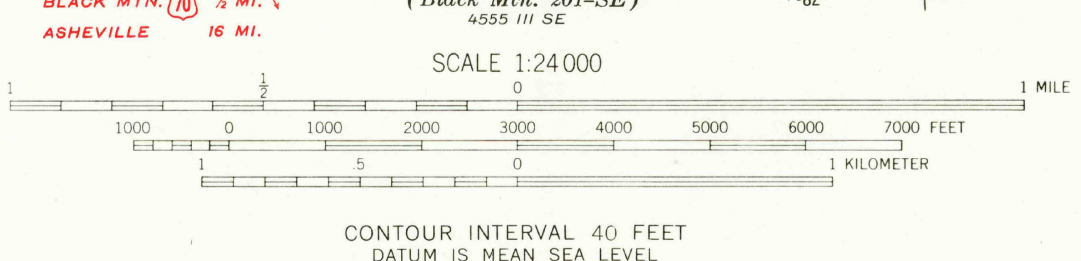 BLACK MTN. 70 ½ MI.
(Black Mtn. 201-SE)
ASHEVILLE 16 MI.
4555 III SE
SCALE 1:24 000
1 ½ 0 1 MILE
1000 0 1000 2000 3000 4000 5000 6000 7000 FEET
1 .5 0 1 KILOMETER
CONTOUR INTERVAL 40 FEET
DATUM IS MEAN SEA LEVEL